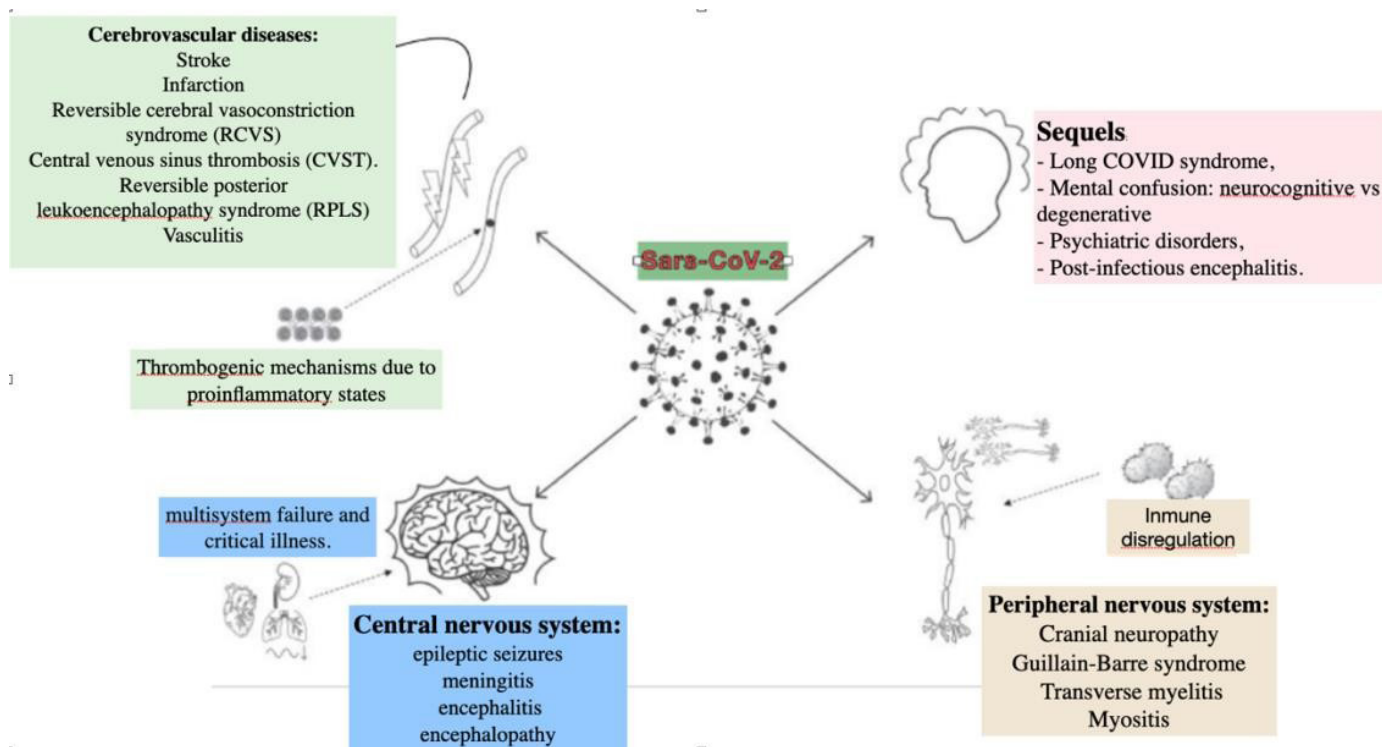 Cerebrovascular diseases:
Stroke
Infarction
Reversible cerebral vasoconstriction
syndrome (RCVS)
Central venous sinus thrombosis (CVST).
Reversible posterior
leukoencephalopathy syndrome (RPLS)
Vasculitis
Thrombogenic mechanisms due to
proinflammatory states
Sars-CoV-2
Sequels
- Long COVID syndrome,
- Mental confusion: neurocognitive vs
degenerative
- Psychiatric disorders,
- Post-infectious encephalitis.
multisystem failure and
critical illness.
Central nervous system:
epileptic seizures
meningitis
encephalitis
encephalopathy
Inmune
disregulation
Peripheral nervous system:
Cranial neuropathy
Guillain-Barre syndrome
Transverse myelitis
Myositis